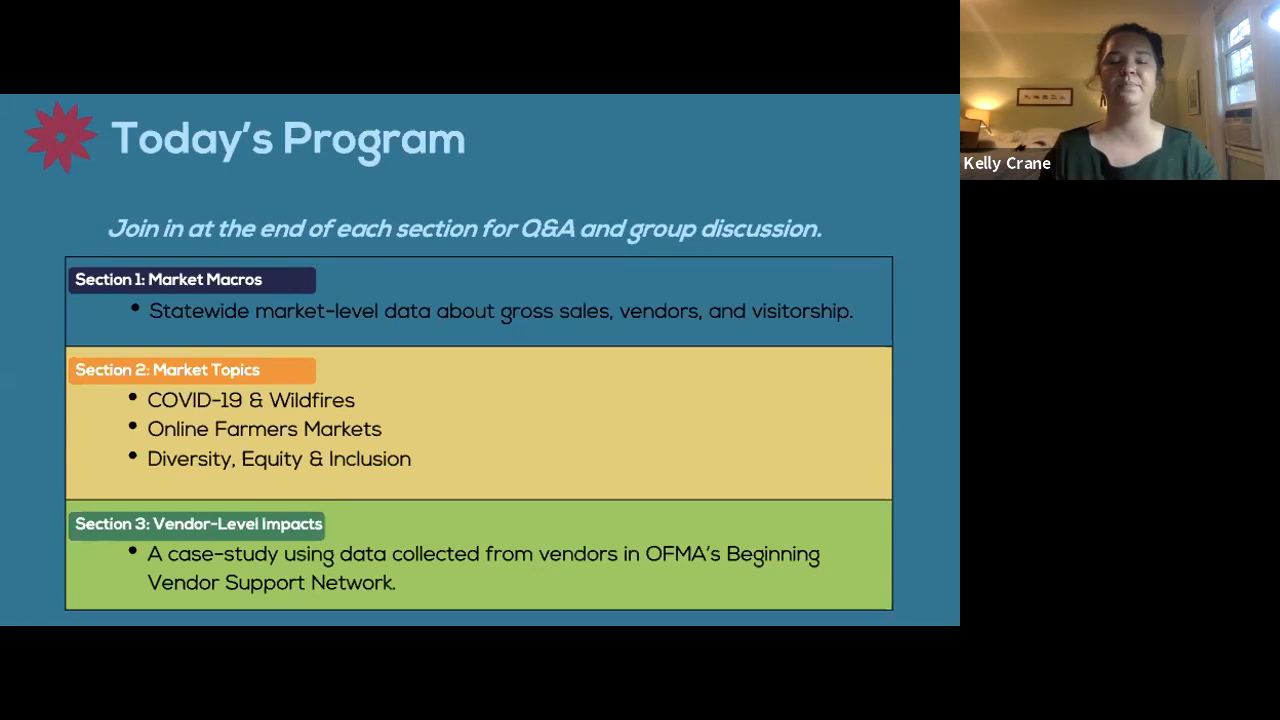 Today's Program
Join in at the end of each section for Q&A and group discussion.
Section 1: Market Macros
• Statewide market-level data about gross sales, vendors, and visitorship.
Section 2: Market Topics
• COVID-19 & Wildfires
• Online Farmers Markets
• Diversity, Equity & Inclusion
Section 3: Vendor-Level Impacts
• A case-study using data collected from vendors in OFMA's Beginning
Vendor Support Network.
Kelly Crane